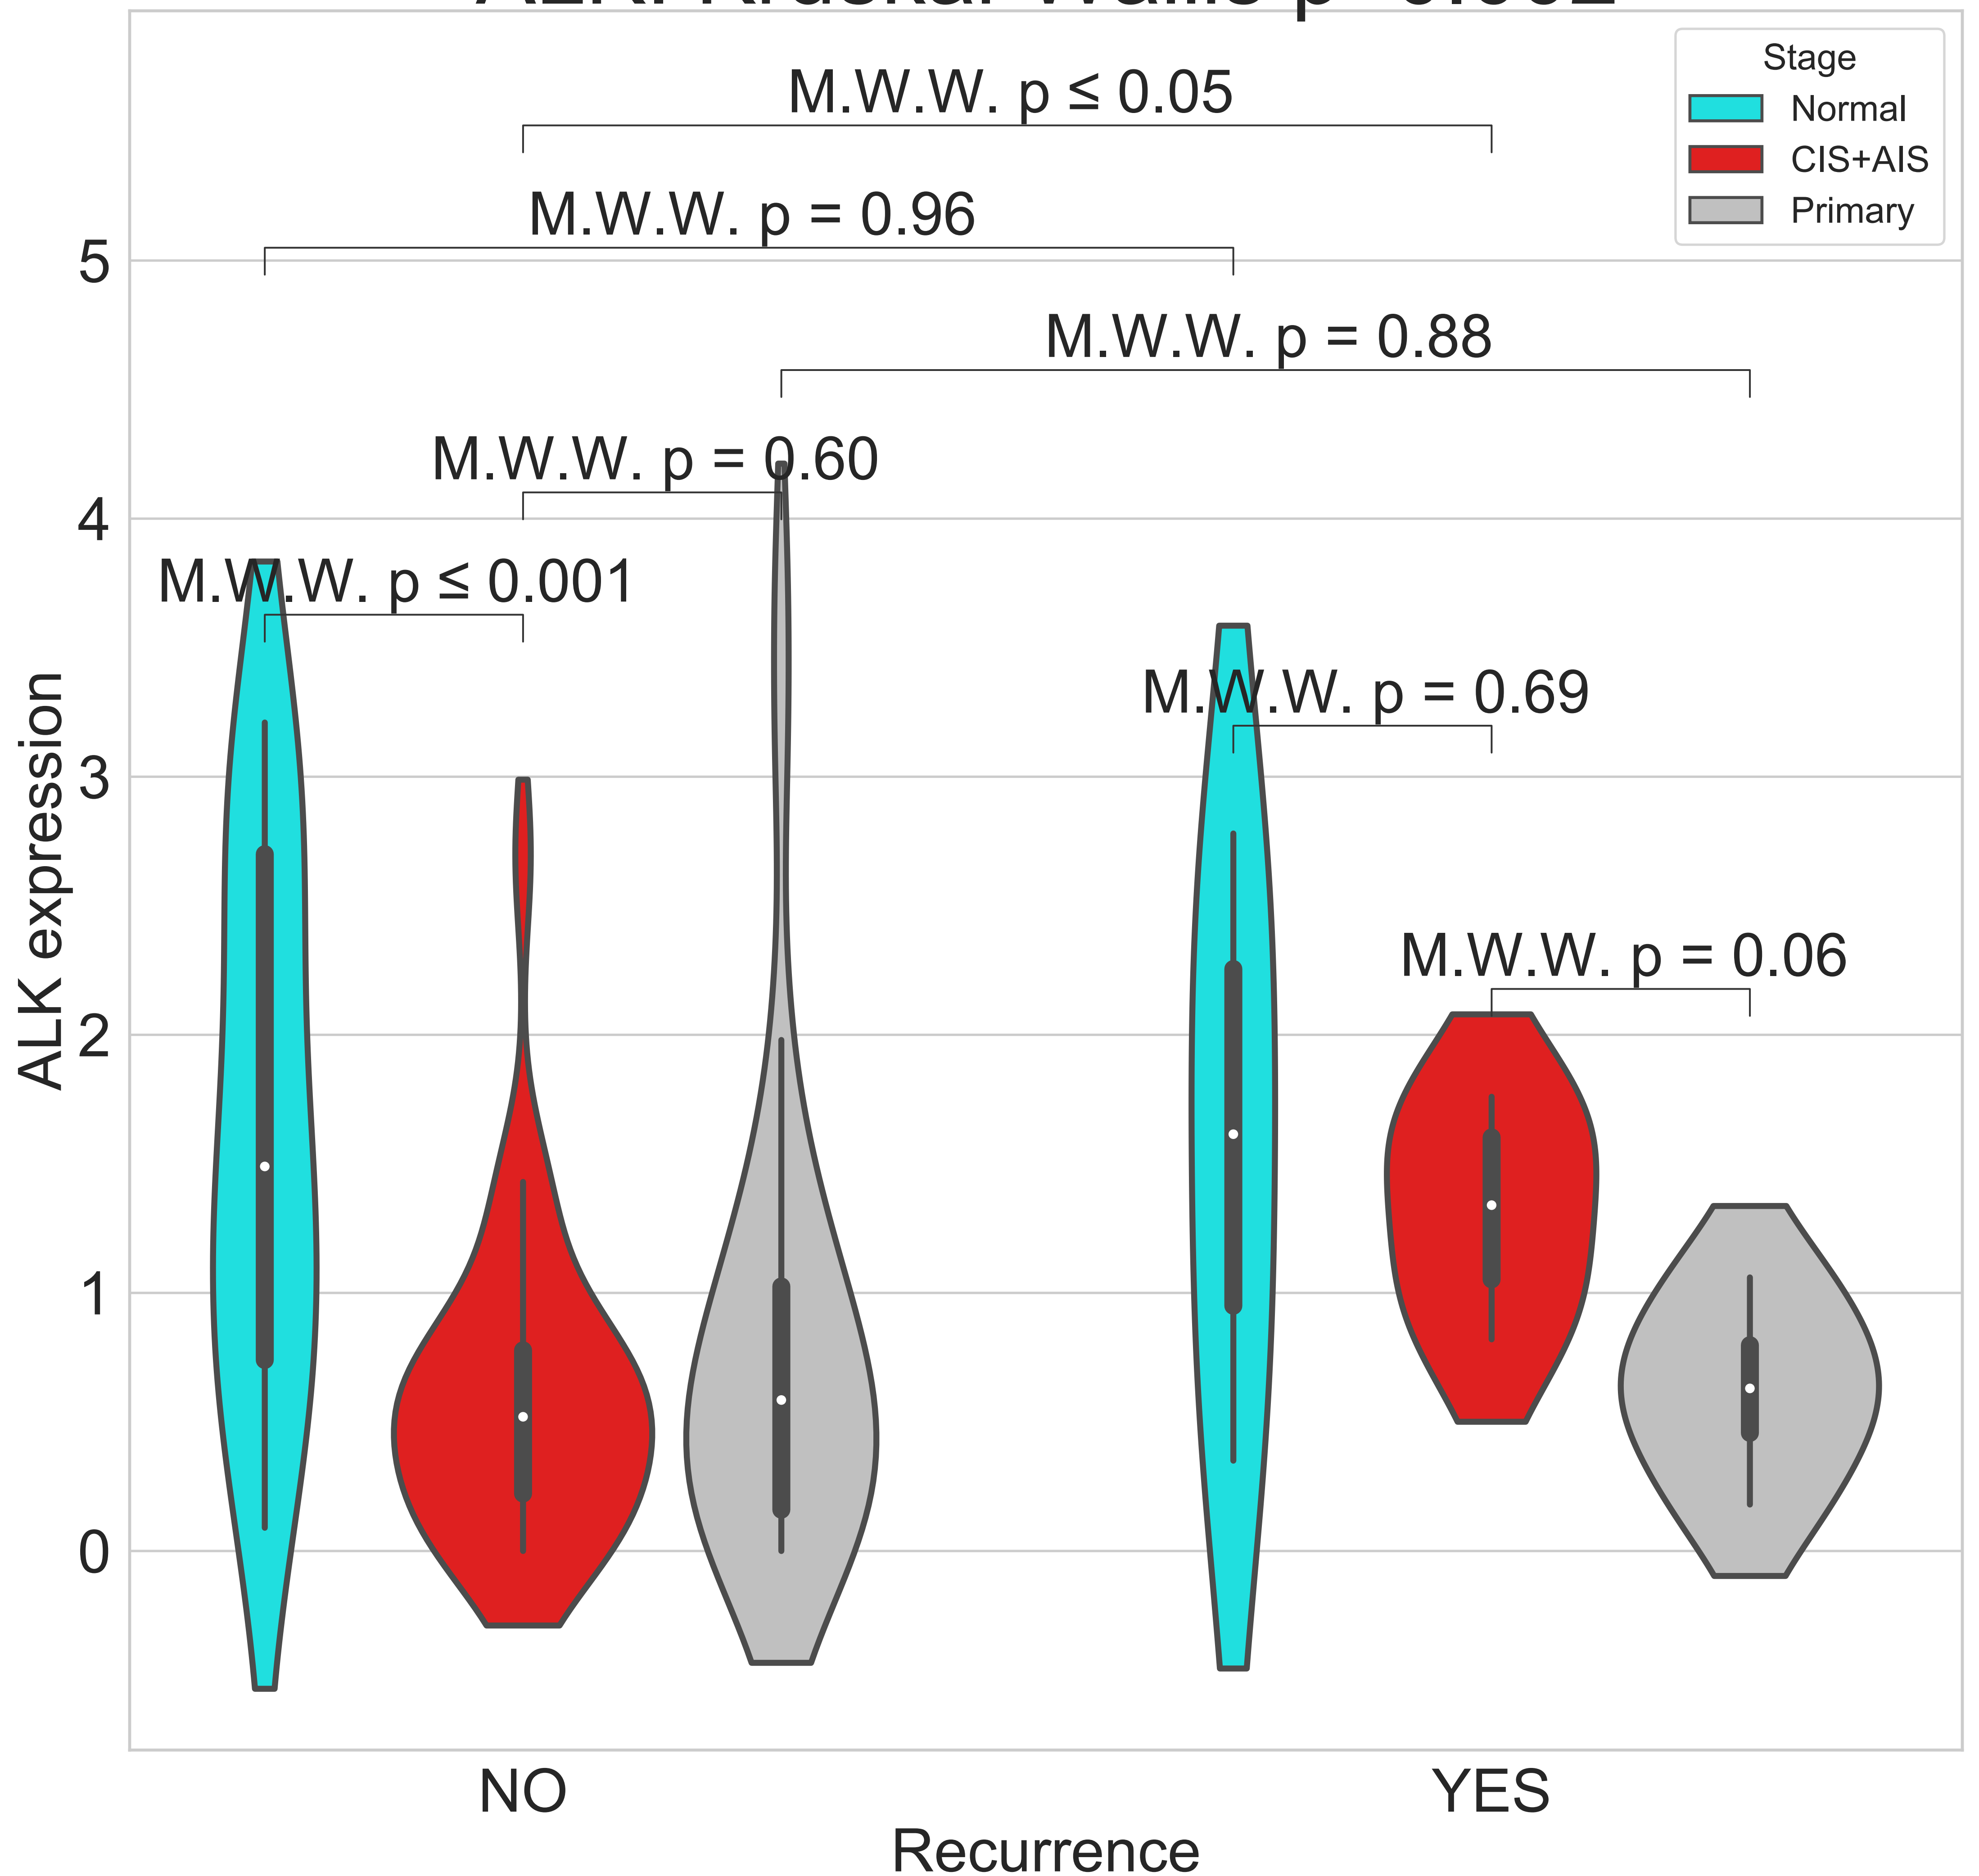 Stage
Normal
CIS+AIS
Primary
M.W.W. p ≤ 0.05
M.W.W. p = 0.96
M.W.W. p = 0.88
M.W.W. p = 0.60
M.W.W. p ≤ 0.001
M.W.W. p = 0.69
M.W.W. p = 0.06
5
4
3
2
1
0
ALK expression
NO
YES
Recurrence